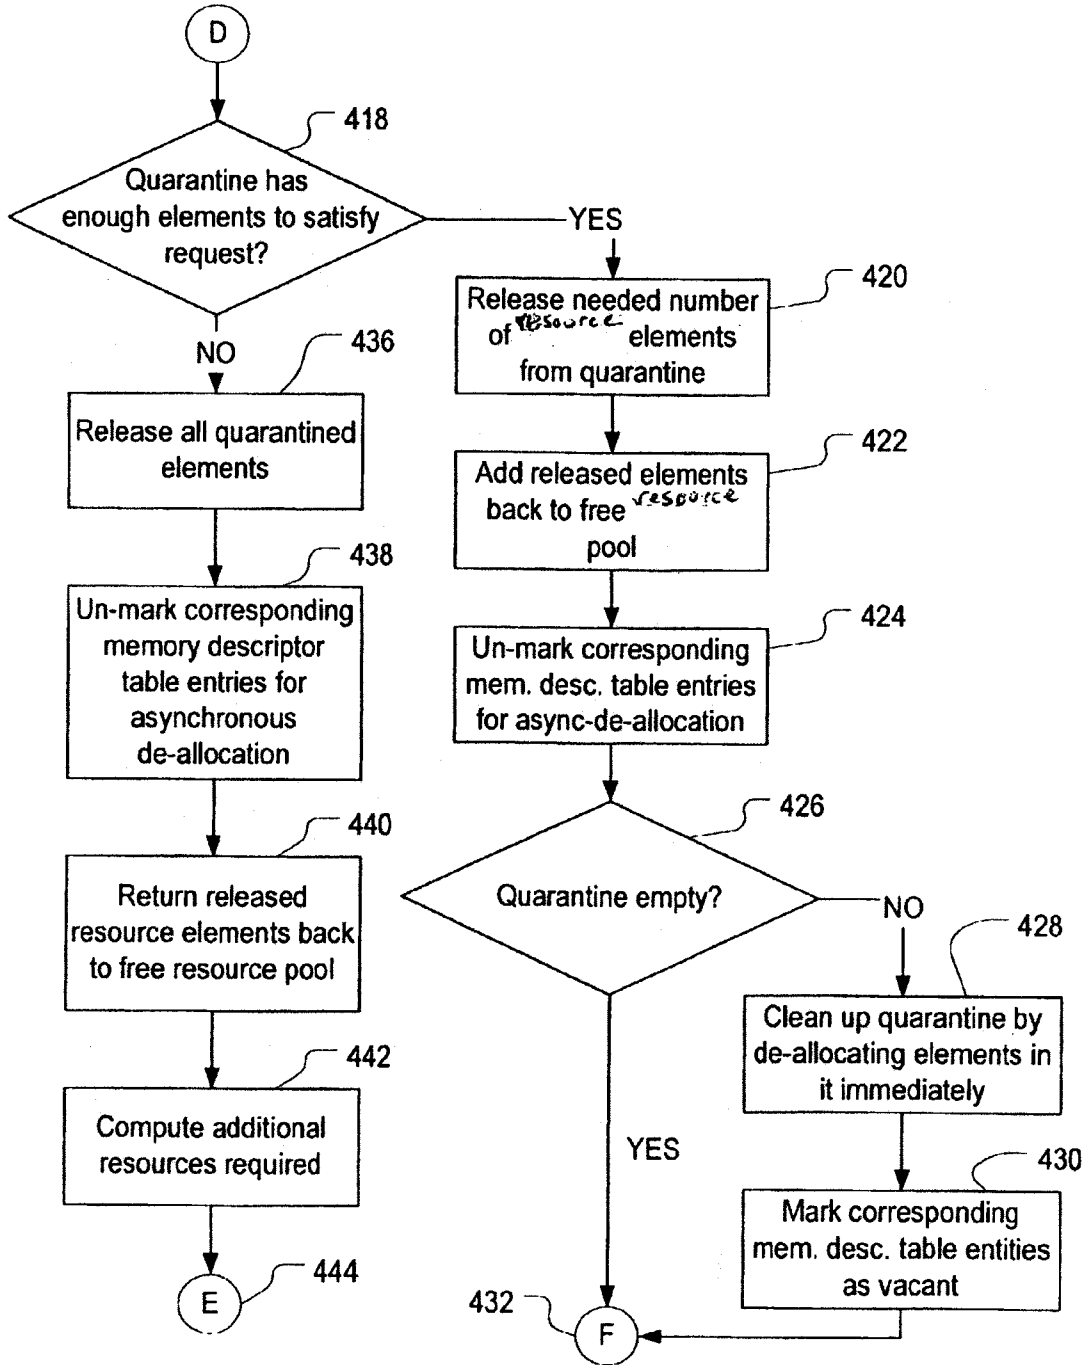 D
418
Quarantine has
enough elements to satisfy
request?
YES
NO
420
Release needed number
of resource elements
from quarantine
436
Release all quarantined
elements
422
Add released elements
back to free resource
pool
438
Un-mark corresponding
memory descriptor
table entries for
asynchronous
de-allocation
424
Un-mark corresponding
mem. desc. table entries
for async-de-allocation
426
Quarantine empty?
NO
YES
440
Return released
resource elements back
to free resource pool
428
Clean up quarantine by
de-allocating elements in
it immediately
442
Compute additional
resources required
430
Mark corresponding
mem. desc. table entities
as vacant
E
444
432
F